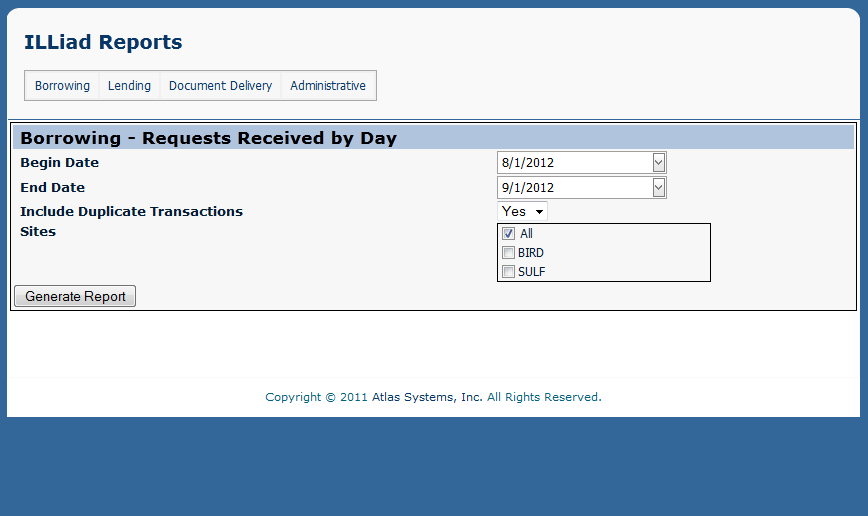 ILLiad Reports
Borrowing Lending Document Delivery Administrative
Borrowing - Requests Received by Day
Begin Date 8/1/2012
End Date 9/1/2012
Include Duplicate Transactions Yes
Sites All
BIRD
SULF
Generate Report
Copyright © 2011 Atlas Systems, Inc. All Rights Reserved.